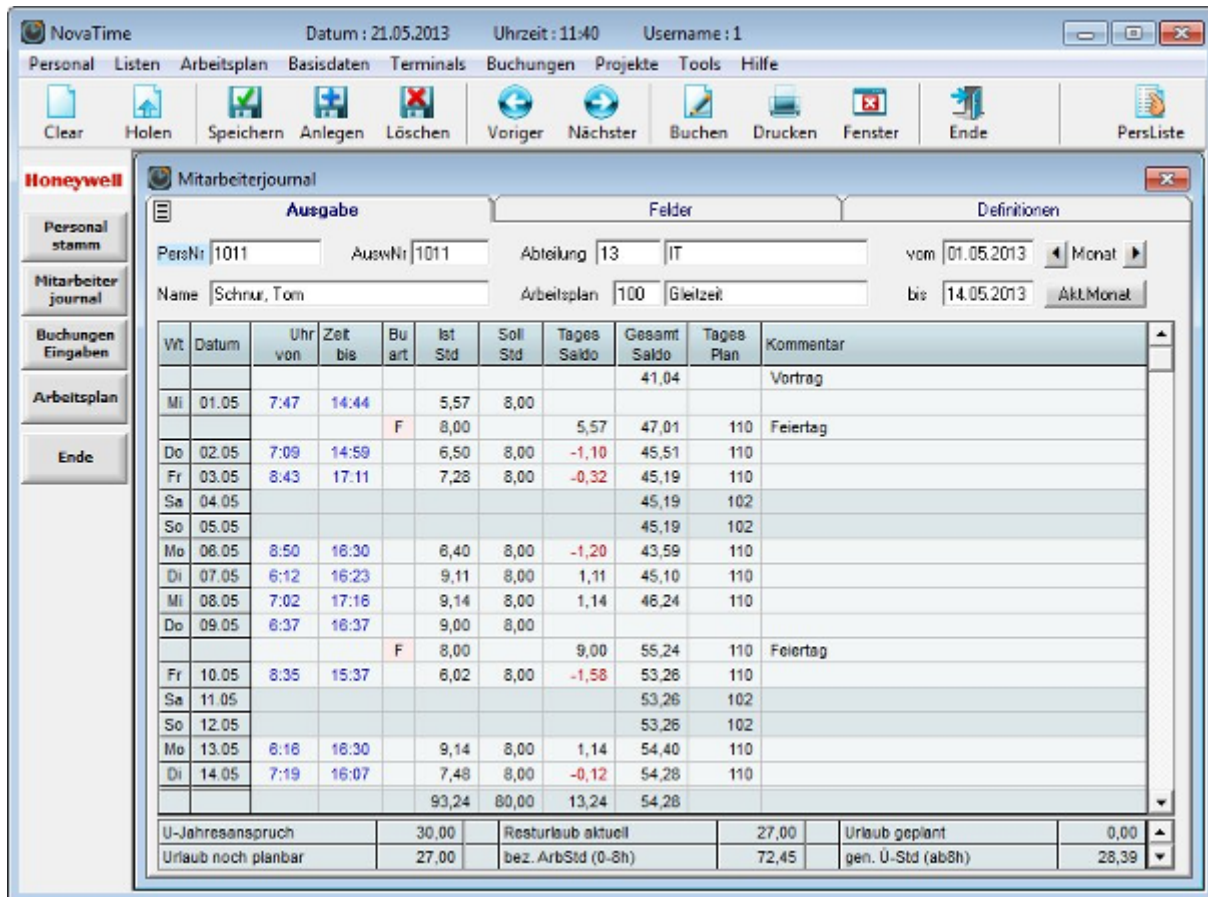 NovaTime Datum : 21.05.2013 Uhrzeit : 11:40 Username : 1
Personal Listen Arbeitsplan Basisdaten Terminals Buchungen Projekte Tools Hilfe
Clear Holen Speichern Anlegen Löschen Voriger Nächster Buchen Drucken Fenster Ende PersListe
Honeywell
Personal
stamm
Mitarbeiter
journal
Buchungen
Eingaben
Arbeitsplan
Ende
Mitarbeiterjournal
Ausgabe Felder Definitionen
PersNr 1011 AuswNr 1011 Abteilung 13 IT vom 01.05.2013 Monat
Name Schnur, Tom Arbeitsplan 100 Gleitzeit bis 14.05.2013 Akt.Monat
Wt Datum Uhr Zeit Bu Ist Soll Tages Gesamt Tages Kommentar
von bis art Std Std Saldo Saldo Plan
41,04 Vortrag
Mi 01.05 7:47 14:44 5,57 8,00
F 8,00 5,57 47,01 110 Feiertag
Do 02.05 7:09 14:59 6,50 8,00 -1,10 45,51 110
Fr 03.05 8:43 17:11 7,28 8,00 -0,32 45,19 110
Sa 04.05 45,19 102
So 05.05 45,19 102
Mo 06.05 8:50 16:30 6,40 8,00 -1,20 43,59 110
Di 07.05 6:12 16:23 9,11 8,00 1,11 45,10 110
Mi 08.05 7:02 17:16 9,14 8,00 1,14 46,24 110
Do 09.05 6:37 16:37 9,00 8,00
F 8,00 9,00 55,24 110 Feiertag
Fr 10.05 8:35 15:37 6,02 8,00 -1,58 53,26 110
Sa 11.05 53,26 102
So 12.05 53,26 102
Mo 13.05 6:16 16:30 9,14 8,00 1,14 54,40 110
Di 14.05 7:19 16:07 7,48 8,00 -0,12 54,28 110
93,24 80,00 13,24 54,28
U-Jahresanspruch 30,00 Resturlaub aktuell 27,00 Urlaub geplant 0,00
Urlaub noch planbar 27,00 bez. ArbStd (0-8h) 72,45 gen. Ü-Std (ab8h) 28,39